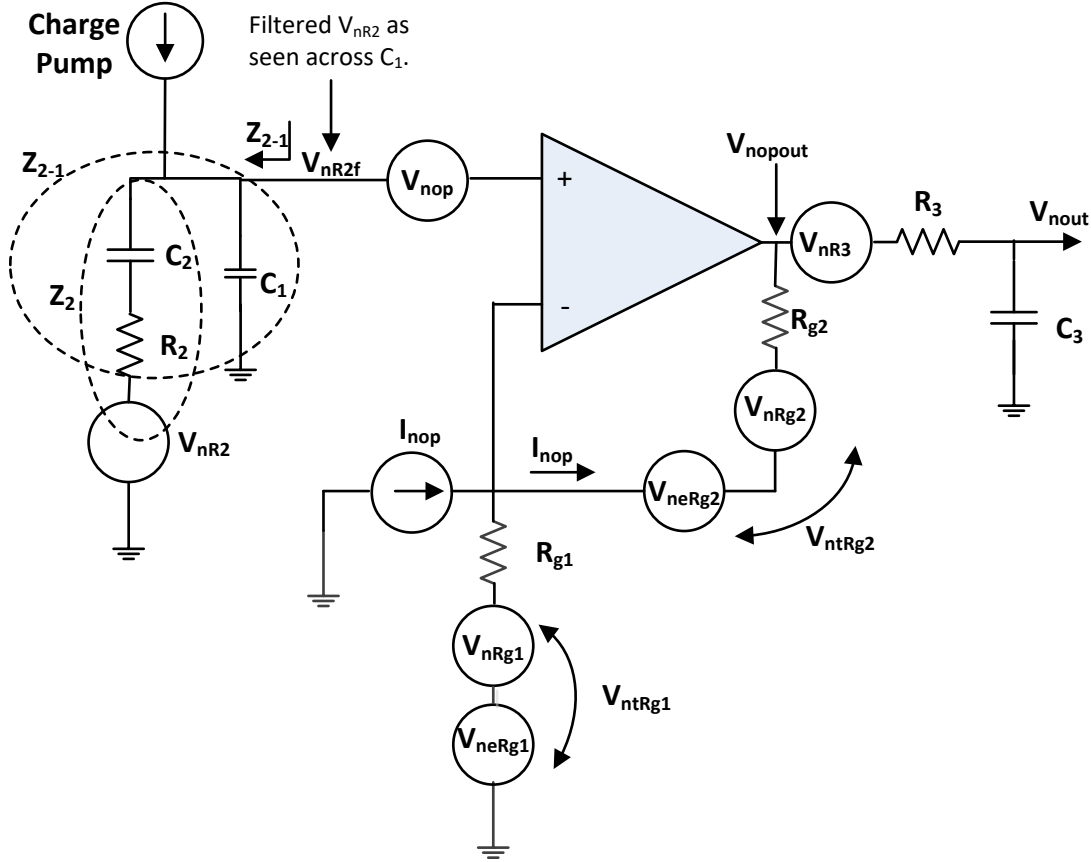 Charge
Pump
Filtered VnR2 as
seen across C1.
Z2-1
Z2-1
VnR2f
Vnop
+
-
Vnopout
VnR3
R3
Vnout
C2
C1
Z2
R2
VnR2
Rg2
C3
VnRg2
Inop
Inop
VneRg2
VntRg2
Rg1
VnRg1
VntRg1
VneRg1